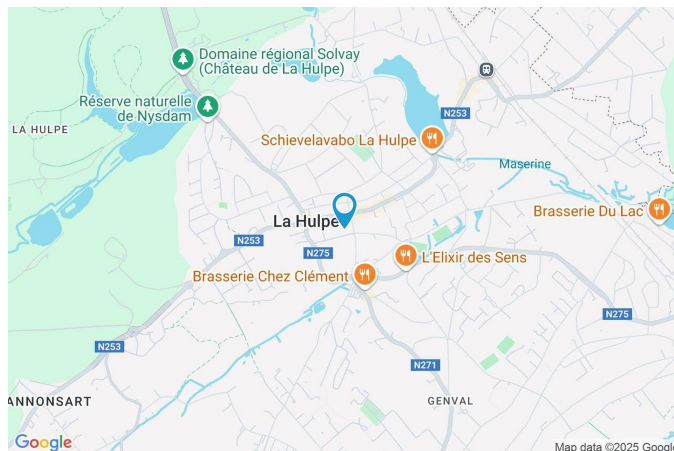 Domaine régional Solvay
(Château de La Hulpe)
Réserve naturelle
de Nysdam
LA HULPE
N253
Schievelavabo La Hulpe
Maserine
Brasserie Du Lac
La Hulpe
N253
N275
L'Elixir des Sens
Brasserie Chez Clément
N275
N253
N271
ANNONSART
GENVAL
Google
Map data ©2025 Google